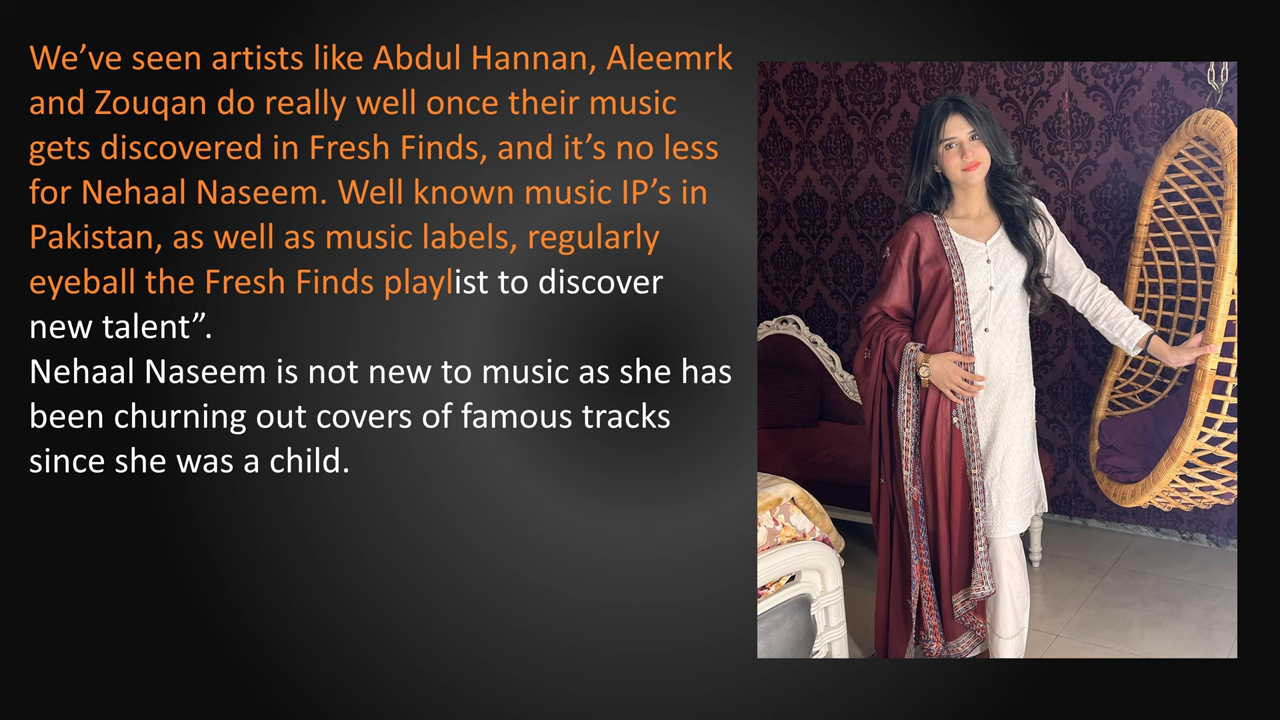 We’ve seen artists like Abdul Hannan, Aleemrk
and Zouqan do really well once their music
gets discovered in Fresh Finds, and it’s no less
for Nehaal Naseem. Well known music IP’s in
Pakistan, as well as music labels, regularly
eyeball the Fresh Finds playlist to discover
new talent”.
Nehaal Naseem is not new to music as she has
been churning out covers of famous tracks
since she was a child.